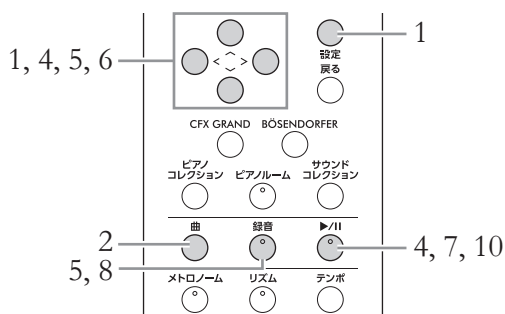 1
設定
1, 4, 5, 6
戻る
CFX GRAND BÖSENDORFER
ピアノ
コレクション
ピアノルーム
サウンド
コレクション
曲
録音
▶/II
2
5, 8
4, 7, 10
メトロノーム
リズム
テンポ